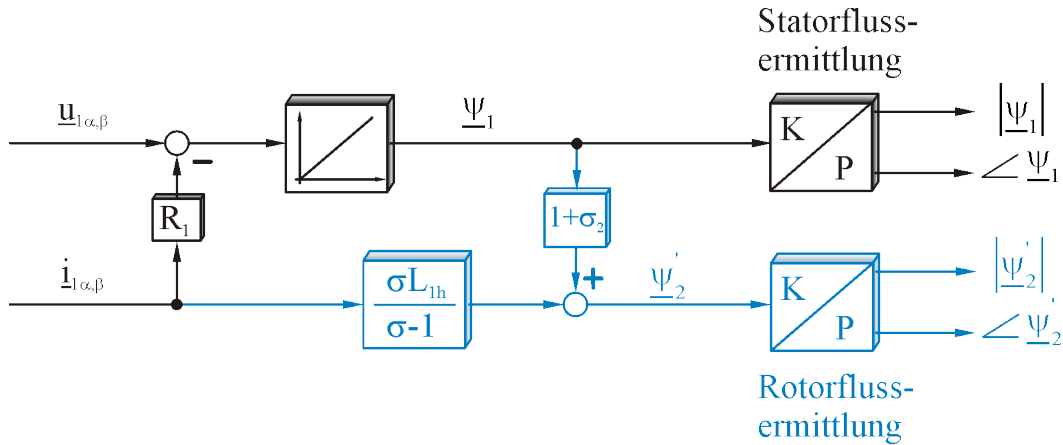 Statorfluss-
ermittlung
u1α,β
ψ1
K
P
|ψ1|
∠ ψ1
–
R1
1+σ2
i1α,β
σL1h
σ-1
+
ψ'2
K
P
|ψ'2|
∠ ψ'2
Rotorfluss-
ermittlung